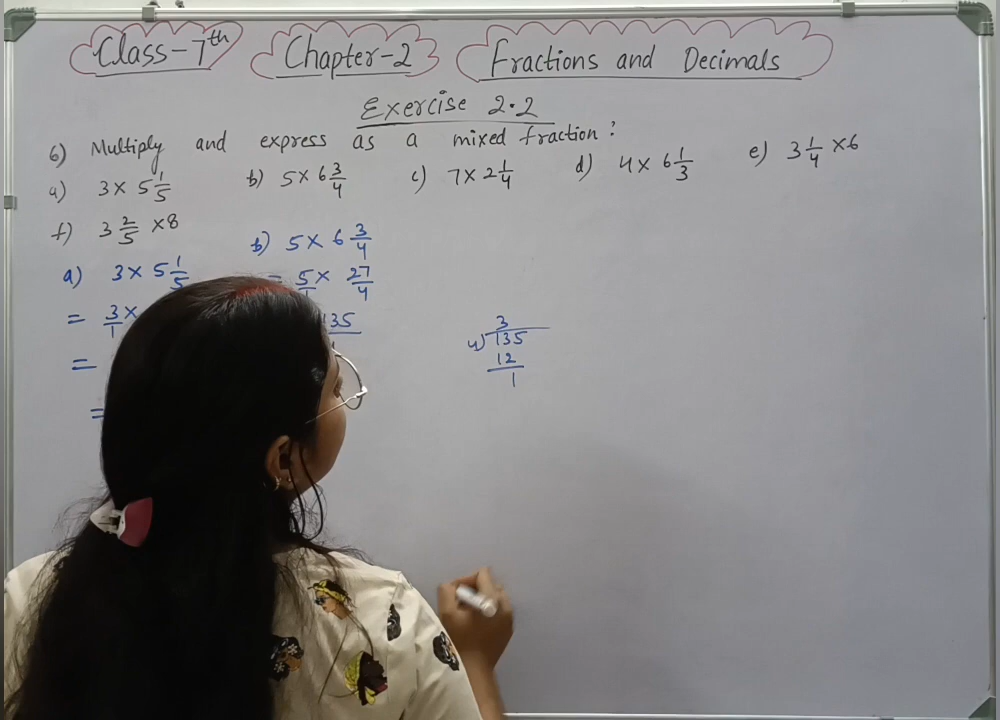 Class-7th Chapter-2 Fractions and Decimals
Exercise 2.2
6) Multiply and express as a mixed fraction :
a) 3 × 5 1/5 b) 5 × 6 3/4 c) 7 × 2 1/4 d) 4 × 6 1/3 e) 3 1/4 × 6
f) 3 2/5 × 8
a) 3 × 5 1/5
= 3/1 ×
=
=
b) 5 × 6 3/4
= 5/1 × 27/4
135
3
4) 135
12
1